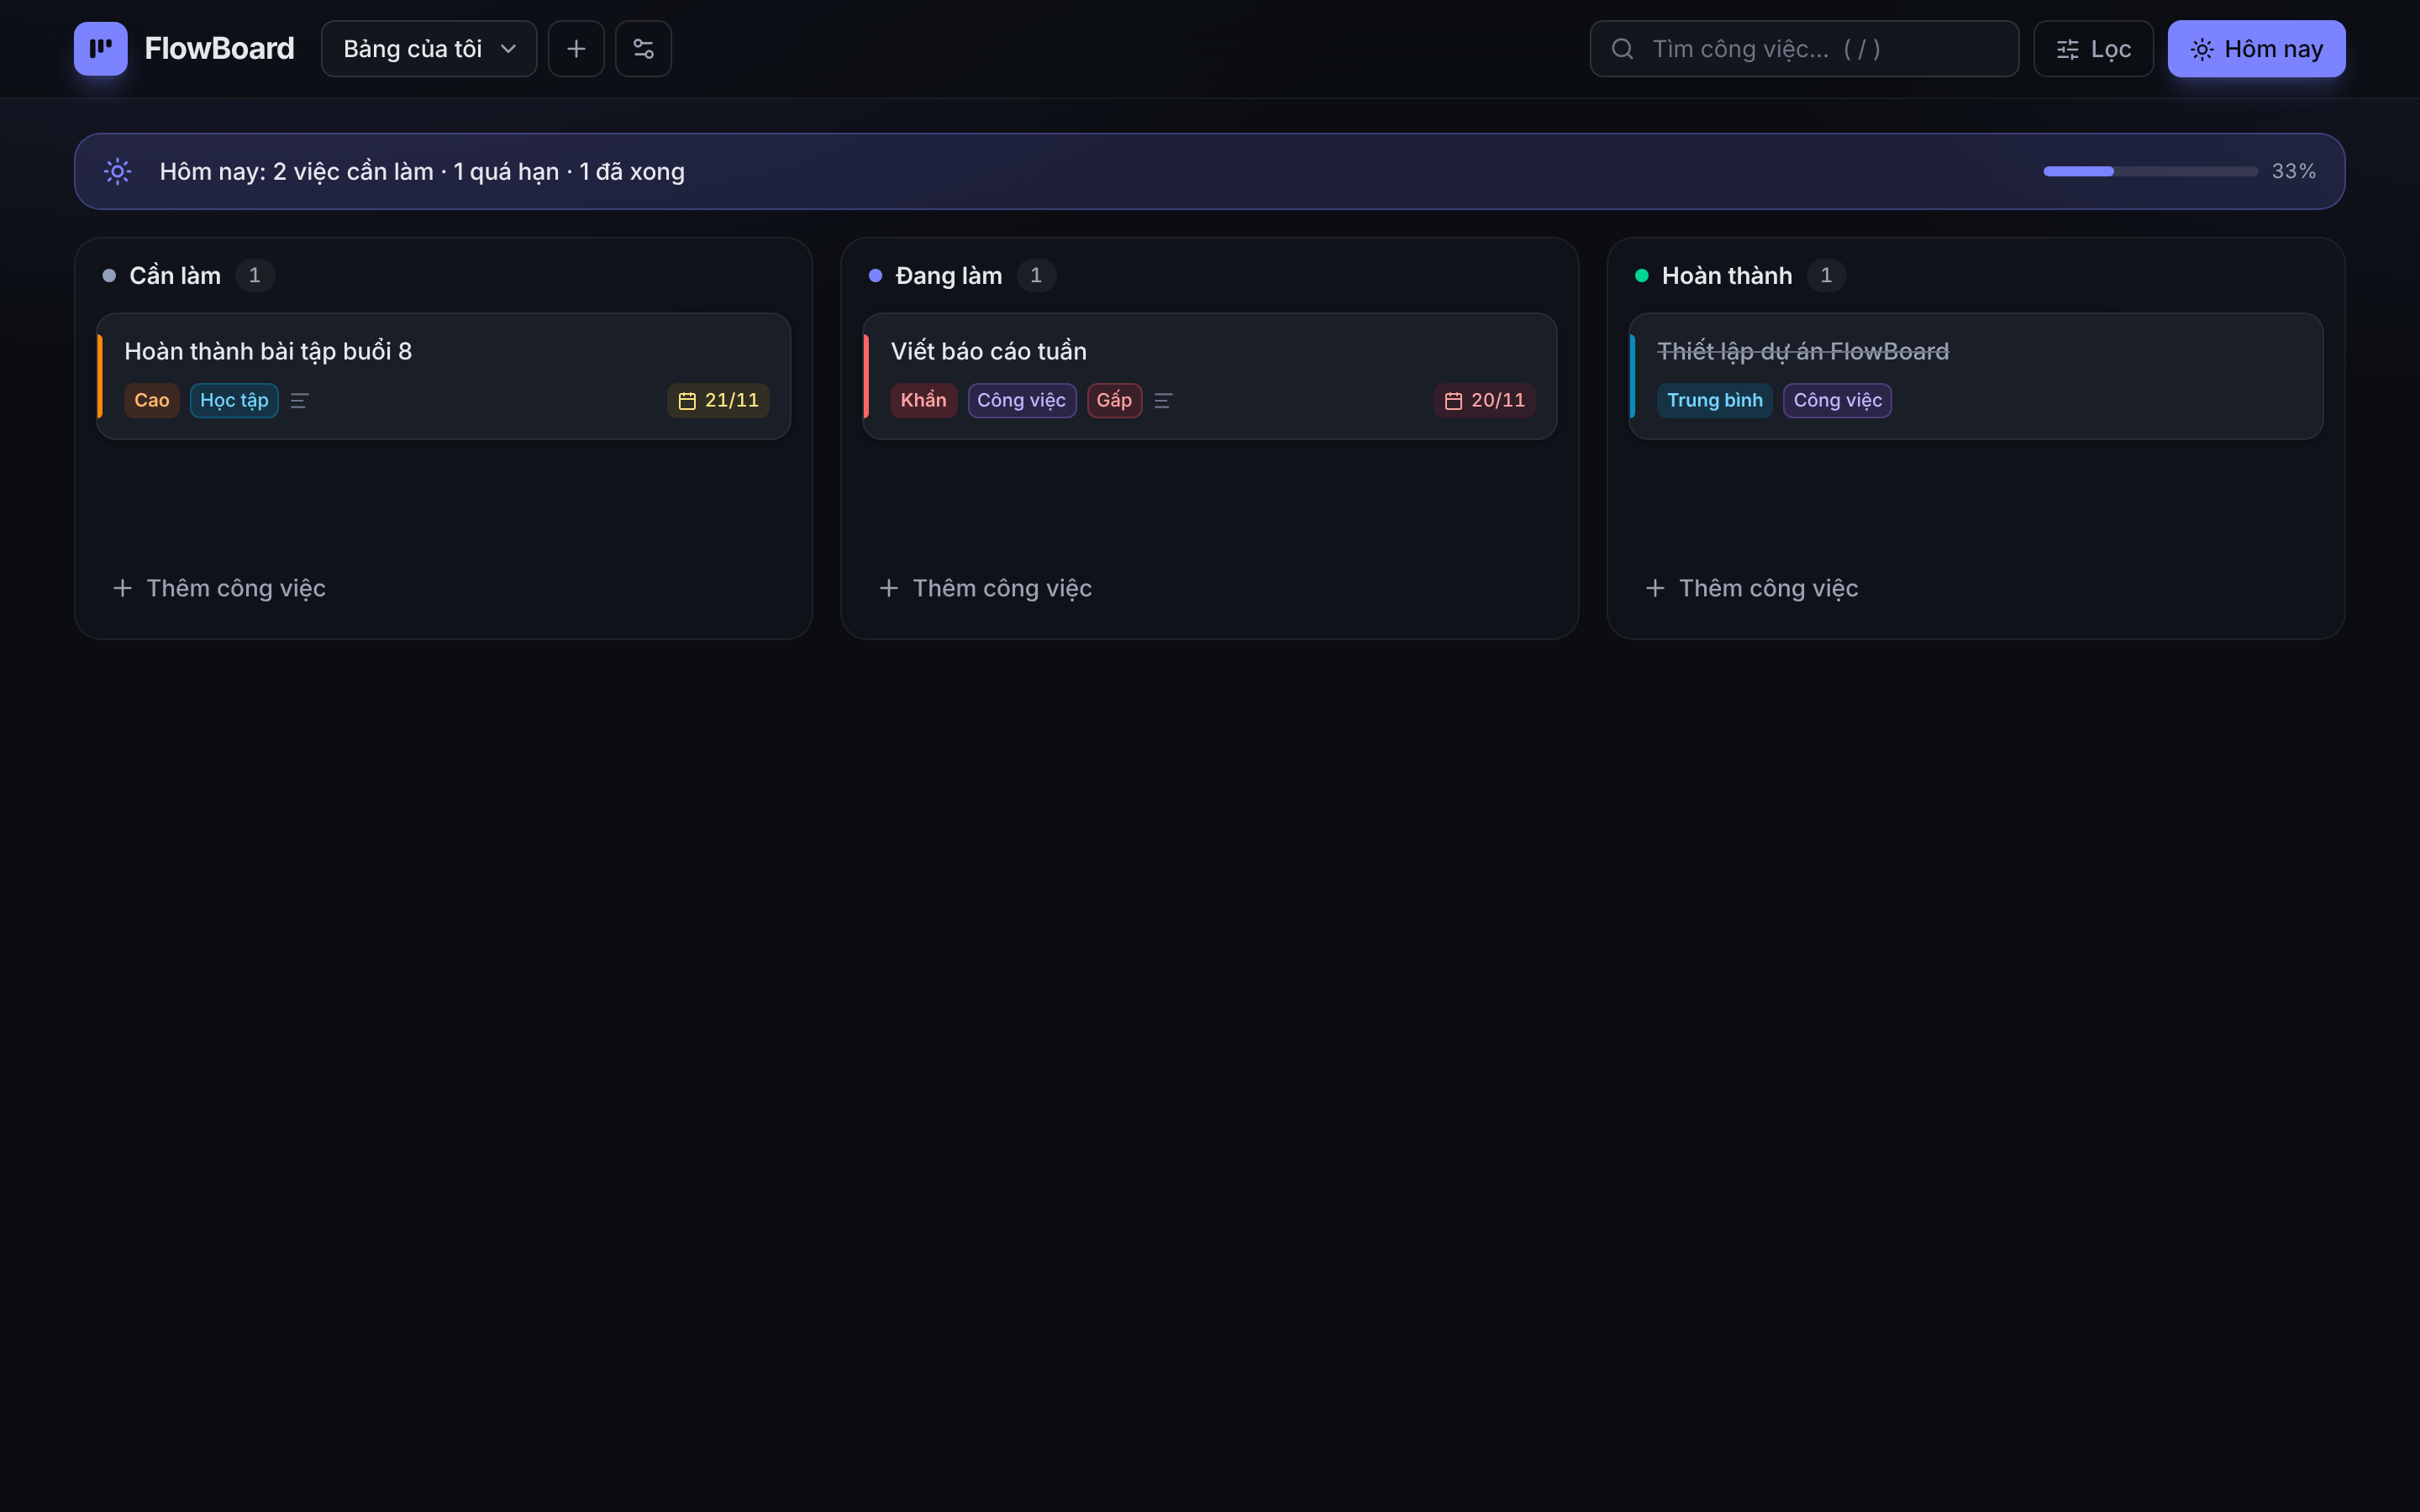 FlowBoard
Bảng của tôi
Tìm công việc... ( / )
Lọc
Hôm nay
Hôm nay: 2 việc cần làm · 1 quá hạn · 1 đã xong
33%
Cần làm 1
Hoàn thành bài tập buổi 8
Cao Học tập 21/11
Thêm công việc
Đang làm 1
Viết báo cáo tuần
Khẩn Công việc Gấp 20/11
Thêm công việc
Hoàn thành 1
Thiết lập dự án FlowBoard
Trung bình Công việc
Thêm công việc